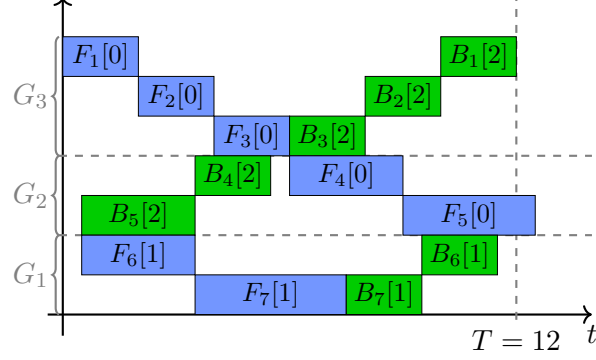 F₁[0]
B₁[2]
G₃
F₂[0]
B₂[2]
F₃[0]
B₃[2]
B₄[2]
F₄[0]
G₂
B₅[2]
F₅[0]
F₆[1]
B₆[1]
G₁
F₇[1]
B₇[1]
T = 12
t